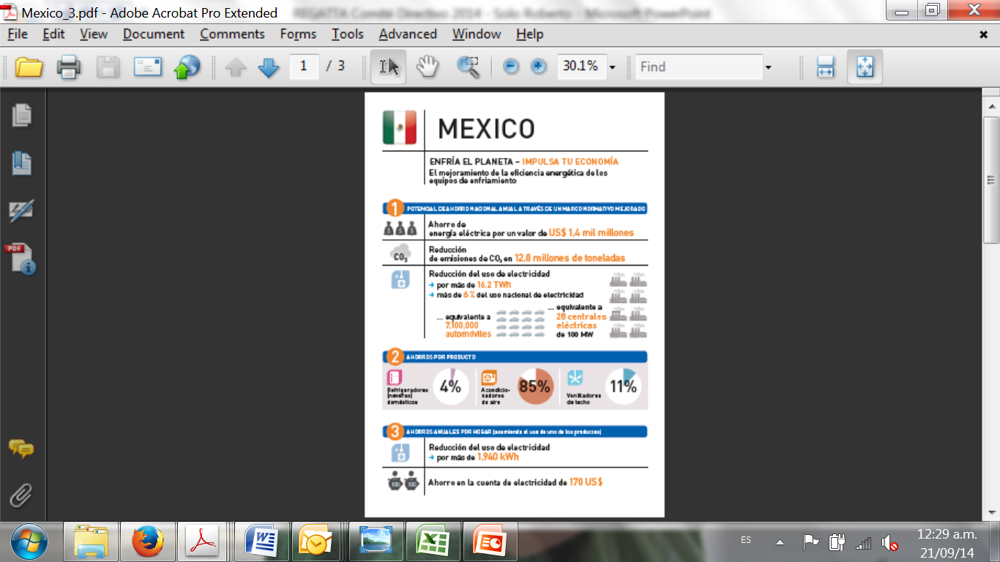 Mexico_3.pdf - Adobe Acrobat Pro Extended
REGATTA Comité Directivo 2014 - Solis Roberto - Microsoft PowerPoint
File Edit View Document Comments Forms Tools Advanced Window Help
1 / 3 30.1% Find
MEXICO
ENFRÍA EL PLANETA – IMPULSA TU ECONOMÍA
El mejoramiento de la eficiencia energética de los
equipos de enfriamiento
1 POTENCIAL DE AHORRO NACIONAL ANUAL A TRAVÉS DE UN MARCO NORMATIVO MEJORADO
Ahorro de
energía eléctrica por un valor de US$ 1,4 mil millones
CO2
Reducción
de emisiones de CO2 en 12,8 millones de toneladas
Reducción del uso de electricidad
→ por más de 16.2 TWh
→ más de 6 % del uso nacional de electricidad
... equivalente a
7,100,000
automóviles
... equivalente a
28 centrales
eléctricas
de 100 MW
2 AHORROS POR PRODUCTO
Refrigeradores
(neveras)
domésticos
4%
Acondicio-
nadores
de aire
85%
Ventiladores
de techo
11%
3 AHORROS ANUALES POR HOGAR (asumiendo el uso de uno de los productos)
Reducción del uso de electricidad
→ por más de 1,940 kWh
100 100
Ahorro en la cuenta de electricidad de 170 US$
ES
12:29 a.m.
21/09/14